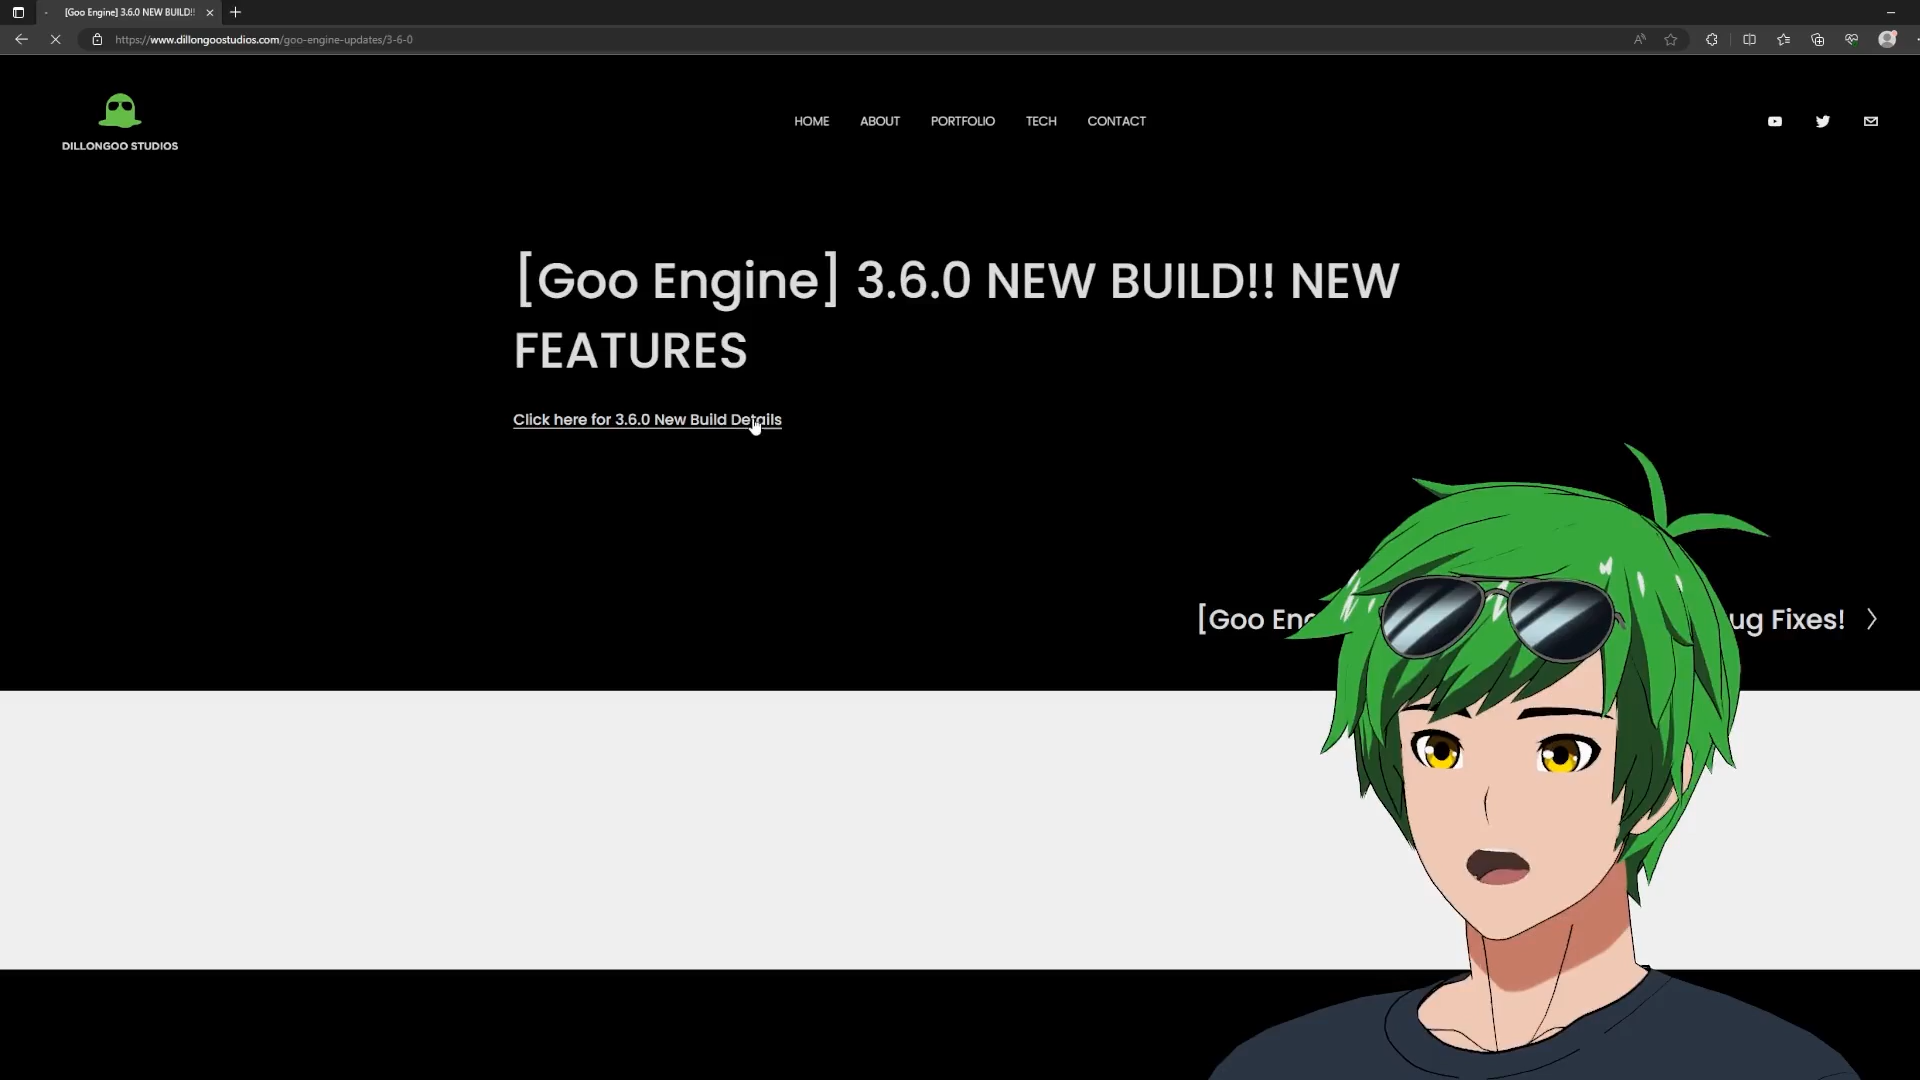 [Goo Engine] 3.6.0 NEW BUILD!!
https://www.dillongoostudios.com/goo-engine-updates/3-6-0
DILLONGOO STUDIOS
HOME ABOUT PORTFOLIO TECH CONTACT
[Goo Engine] 3.6.0 NEW BUILD!! NEW
FEATURES
Click here for 3.6.0 New Build Details
[Goo Fixes!